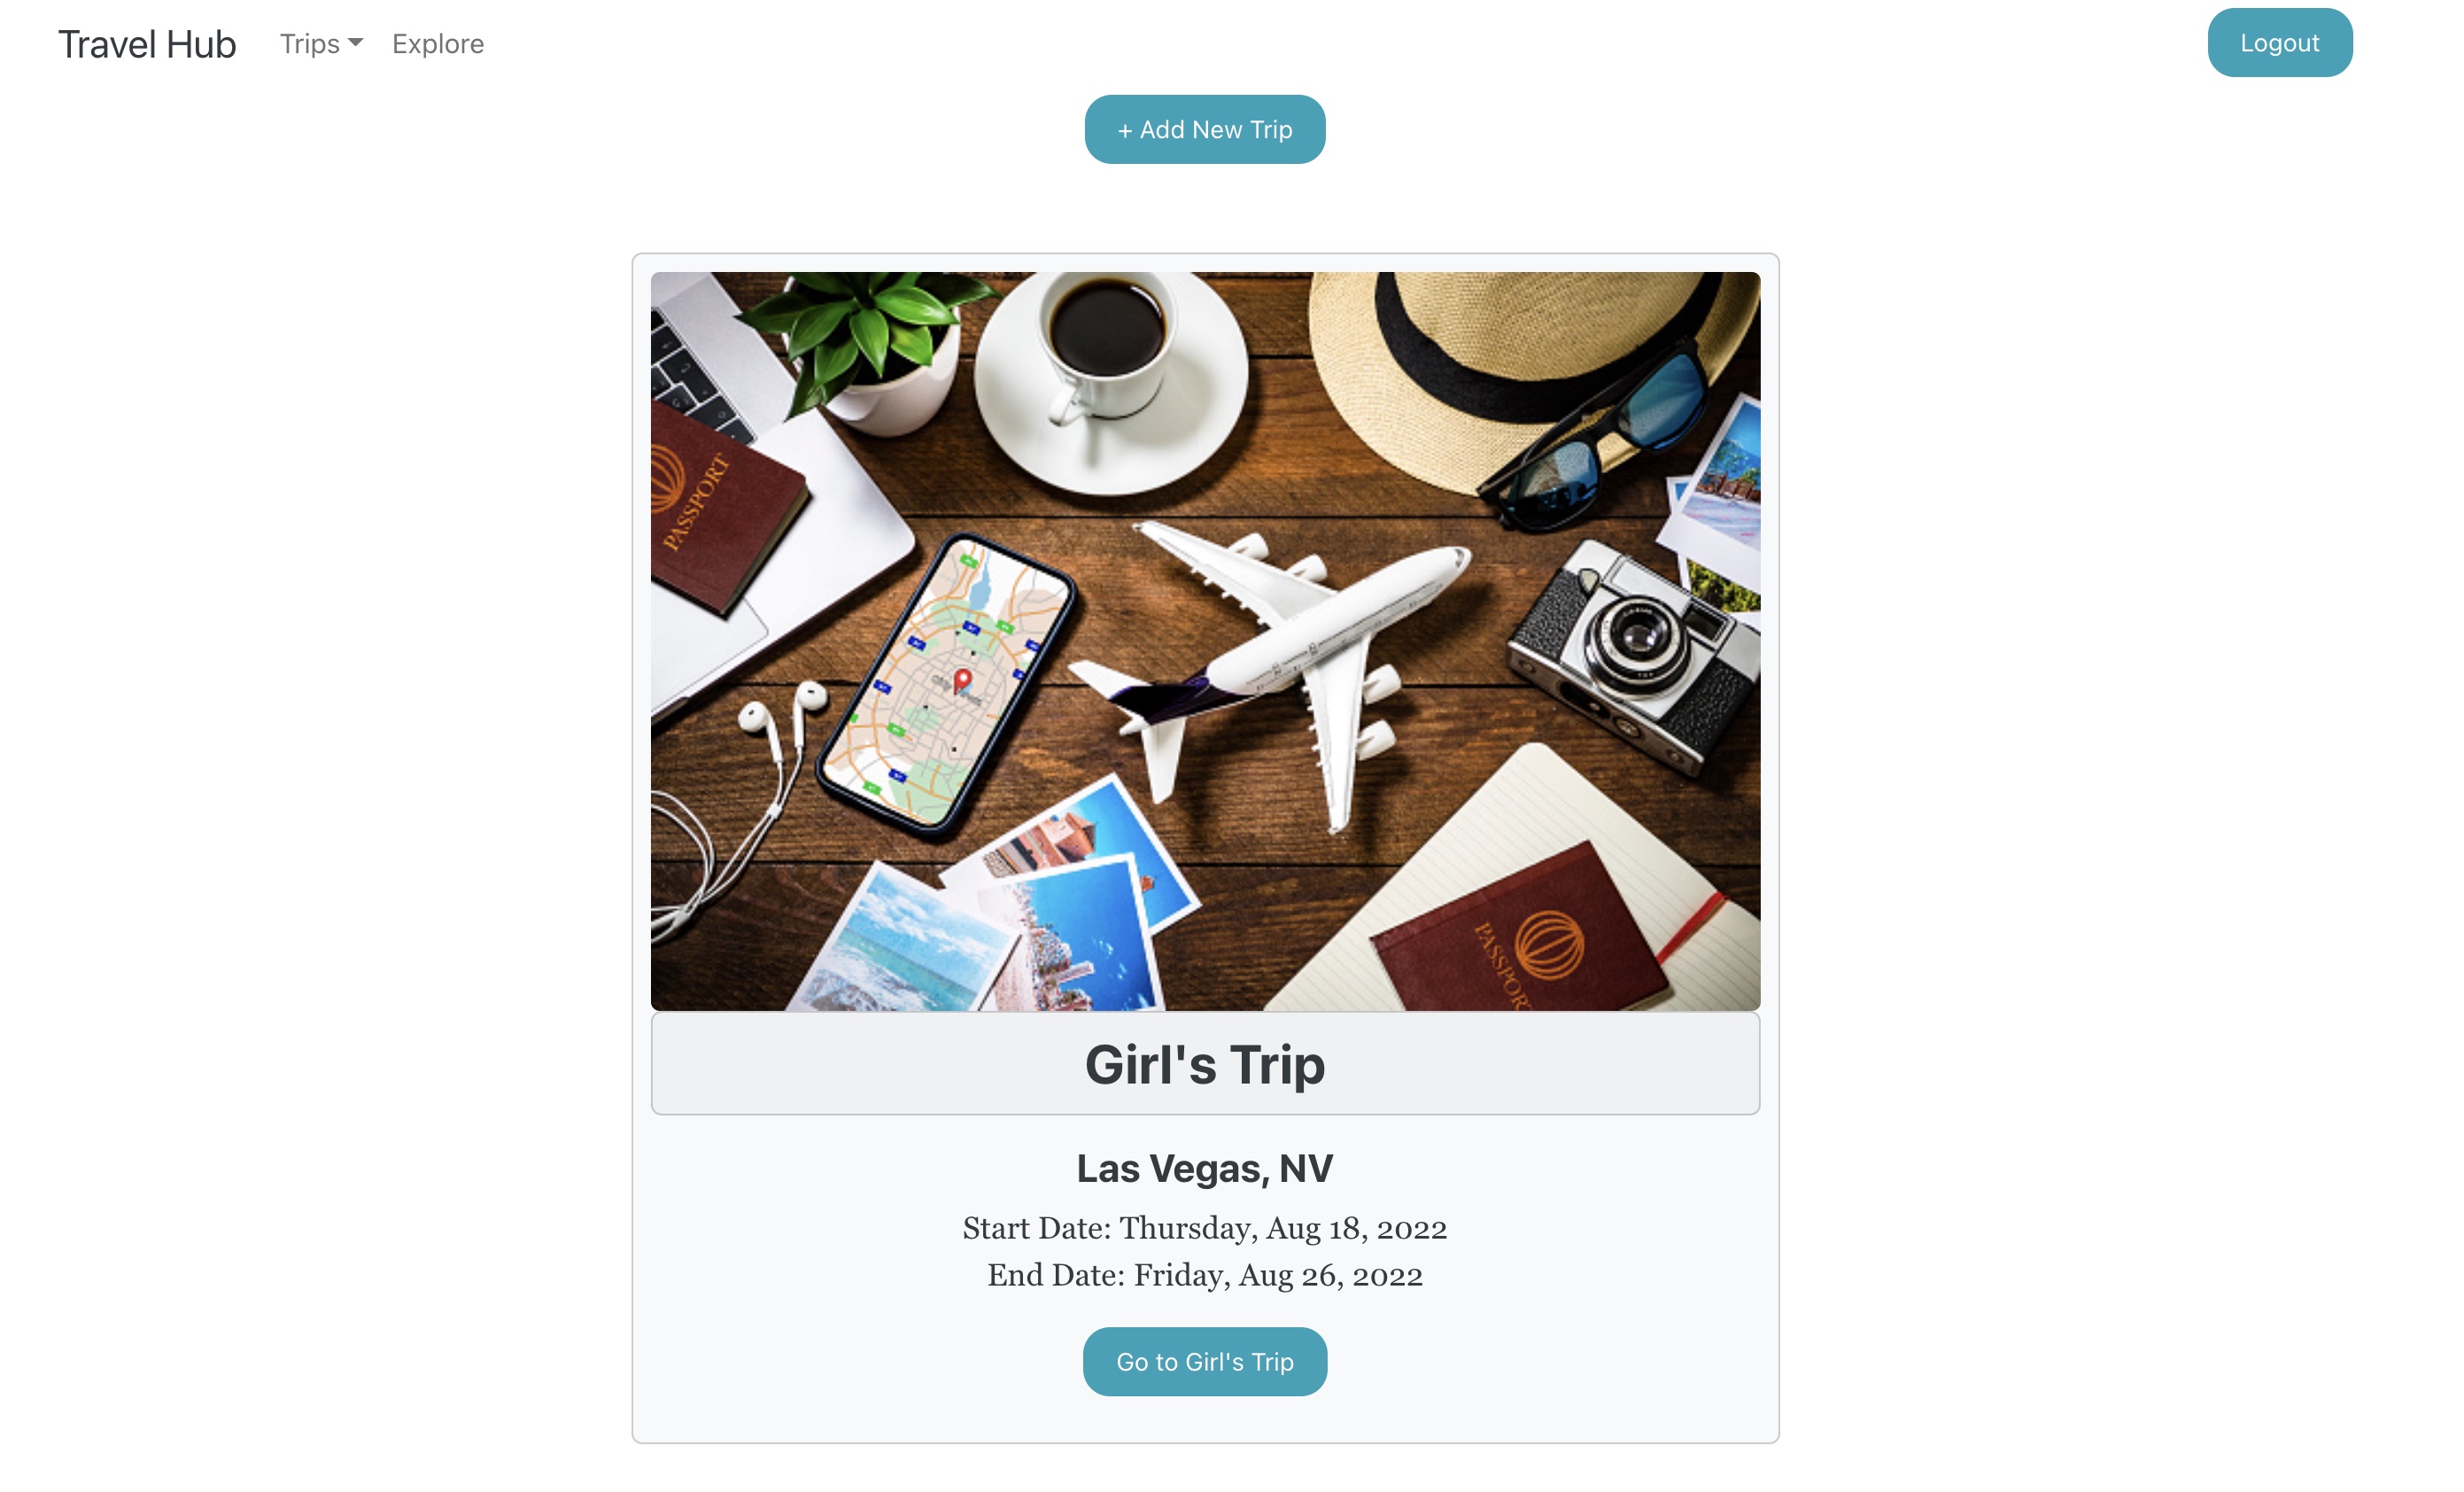 Travel Hub Trips Explore Logout
+ Add New Trip
PASSPORT
PASSPORT
Girl's Trip
Las Vegas, NV
Start Date: Thursday, Aug 18, 2022
End Date: Friday, Aug 26, 2022
Go to Girl's Trip